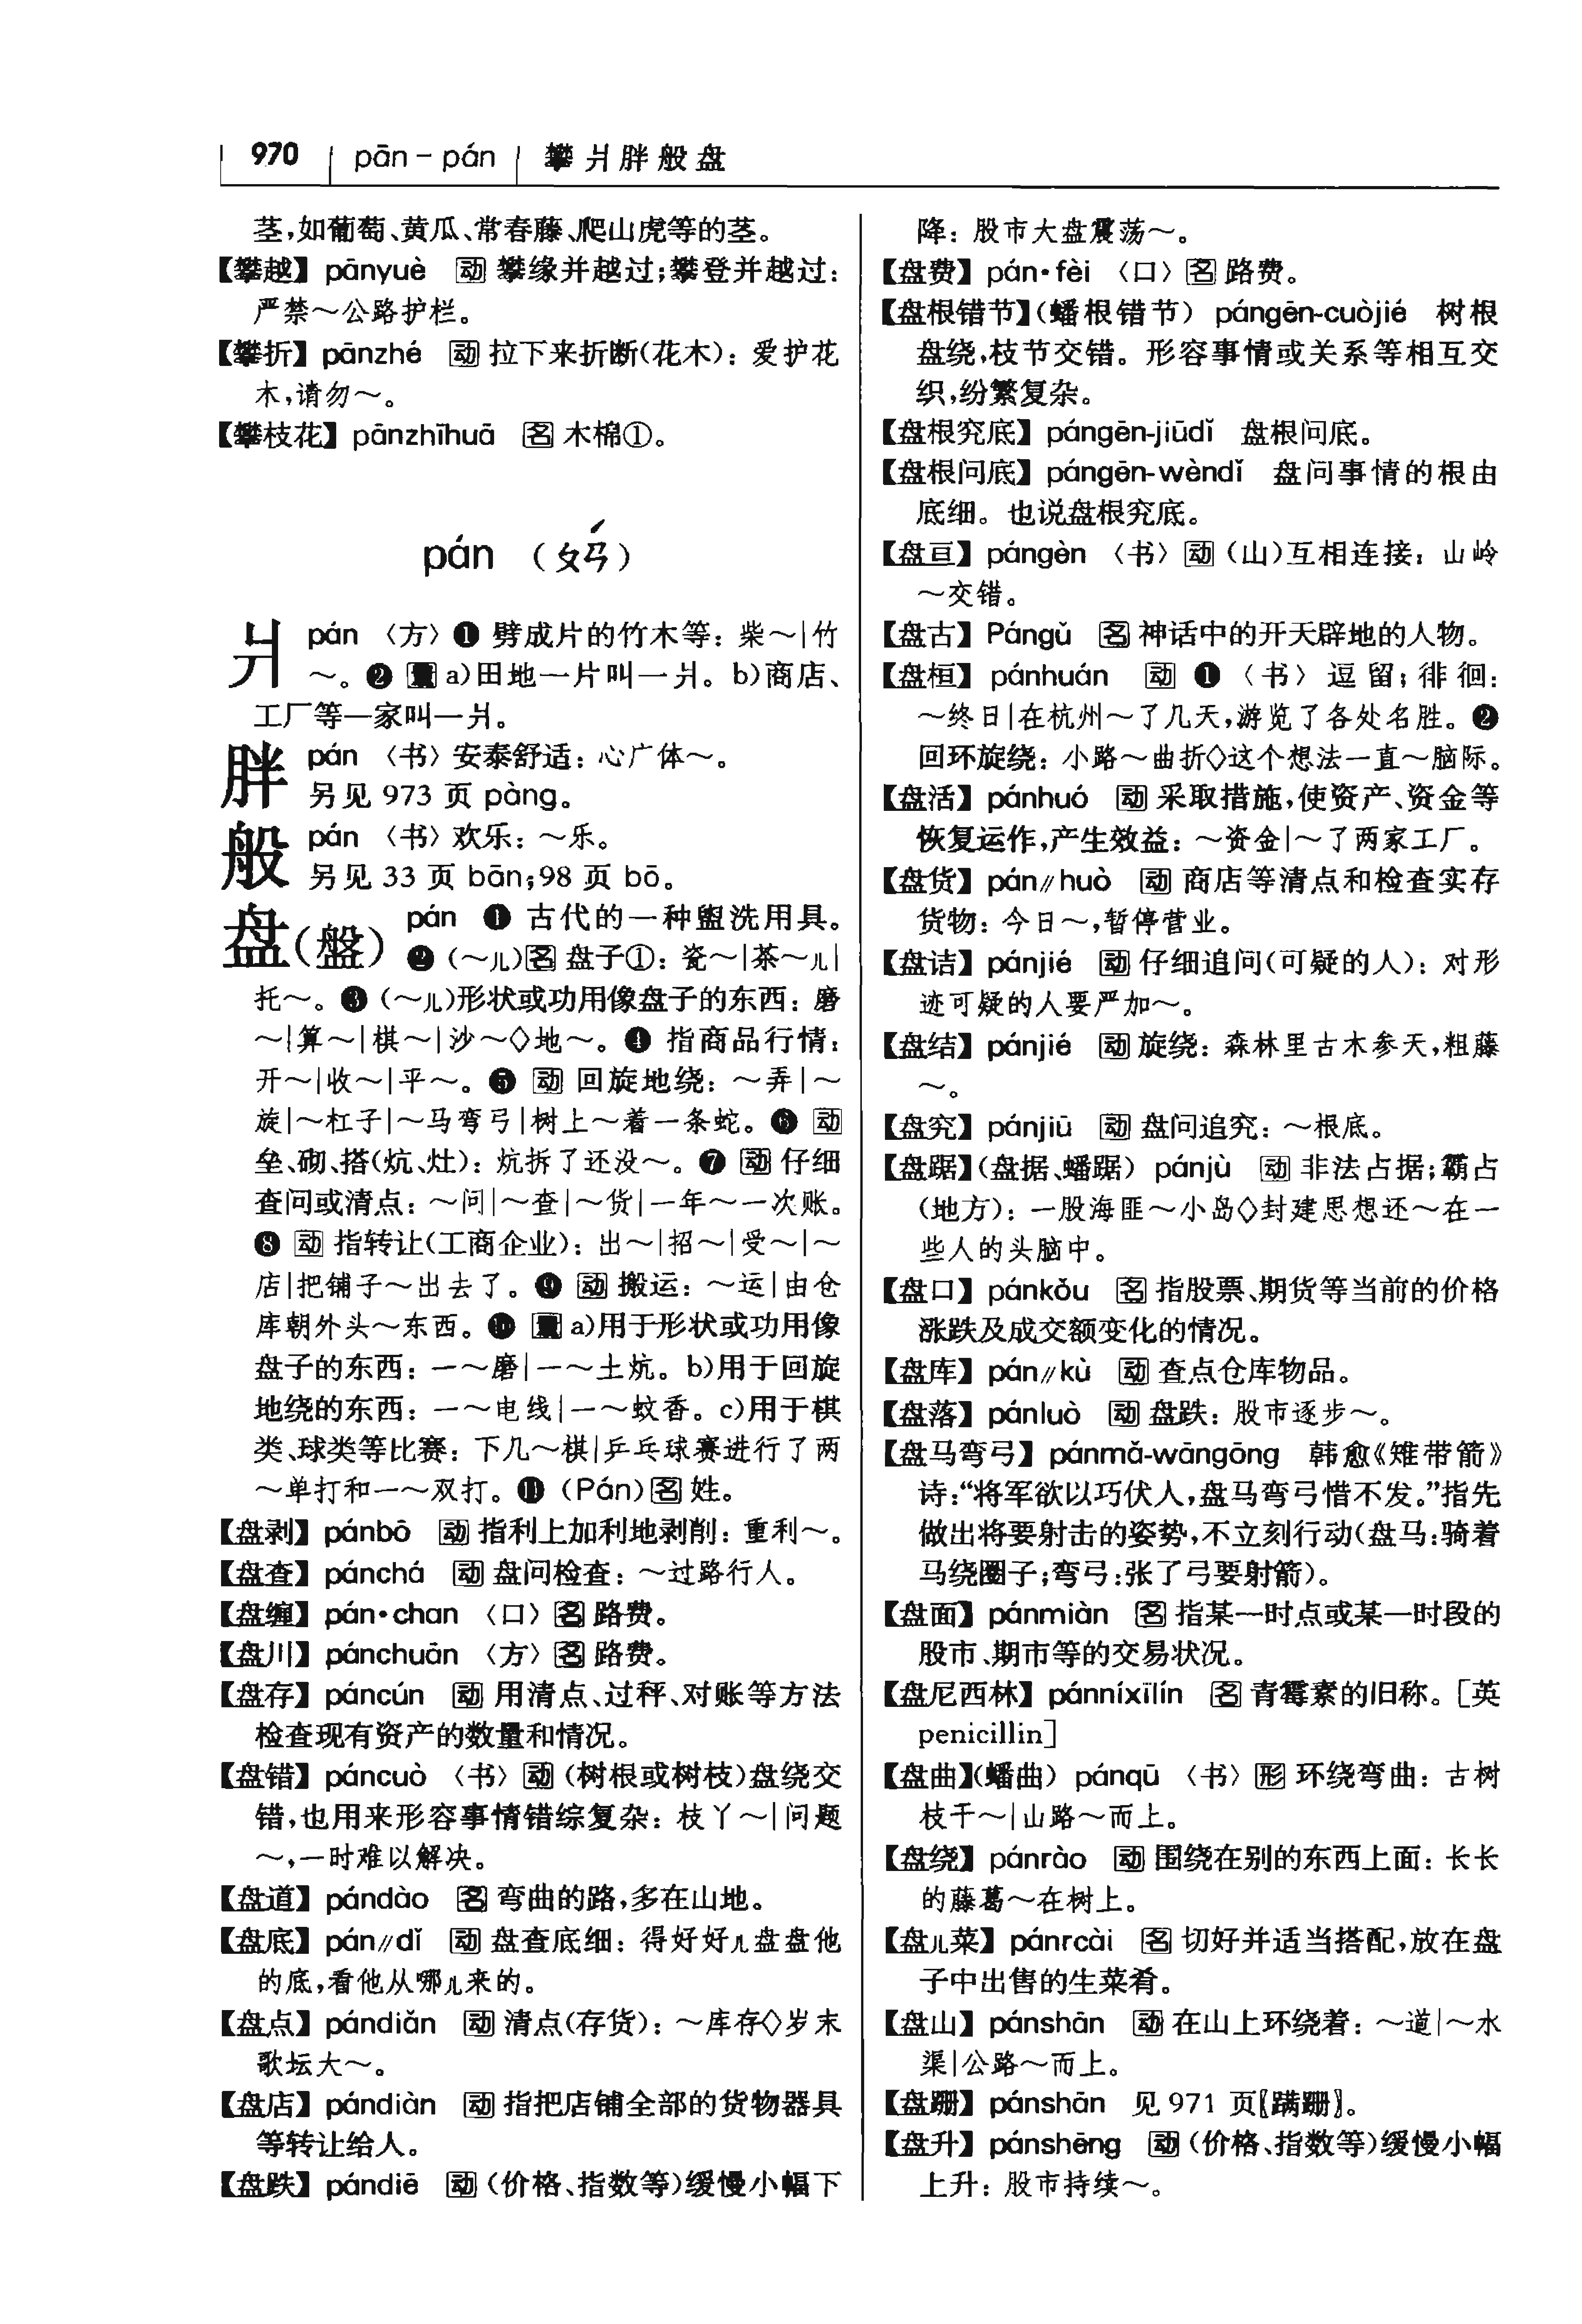 970 pān – pán 攀爿胖般盘
茎,如葡萄、黄瓜、常春藤、爬山虎等的茎。
【攀越】 pānyuè 动 攀缘并越过;攀登并越过:
严禁～公路护栏。
【攀折】 pānzhé 动 拉下来折断(花木): 爱护花
木,请勿～。
【攀枝花】 pānzhīhuā 名 木棉①。
pán (ㄆㄢˊ)
爿 pán 〈方〉❶ 劈成片的竹木等: 柴～|竹
～。❷ 量 a)田地一片叫一爿。b)商店、
工厂等一家叫一爿。
胖 pán 〈书〉安泰舒适: 心广体～。
另见 973 页 pàng。
般 pán 〈书〉欢乐: ～乐。
另见 33 页 bān;98 页 bō。
盘(盤) pán ❶ 古代的一种盥洗用具。
❷ (～儿)名 盘子①: 瓷～|茶～儿|
托～。❸ (～儿)形状或功用像盘子的东西: 磨
～|算～|棋～|沙～◇地～。❹ 指商品行情:
开～|收～|平～。❺ 动 回旋地绕: ～弄|～
旋|～杠子|～马弯弓|树上～着一条蛇。❻ 动
垒、砌、搭(炕、灶): 炕拆了还没～。❼ 动 仔细
查问或清点: ～问|～查|～货|一年～一次账。
❽ 动 指转让(工商企业): 出～|招～|受～|～
店|把铺子～出去了。❾ 动 搬运: ～运|由仓
库朝外头～东西。❿ 量 a)用于形状或功用像
盘子的东西: 一～磨|一～土炕。b)用于回旋
地绕的东西: 一～电线|一～蚊香。c)用于棋
类、球类等比赛: 下几～棋|乒乓球赛进行了两
～单打和一～双打。⓫ (Pán)名 姓。
【盘剥】 pánbō 动 指利上加利地剥削: 重利～。
【盘查】 pánchá 动 盘问检查: ～过路行人。
【盘缠】 pán·chan 〈口〉名 路费。
【盘川】 pánchuān 〈方〉名 路费。
【盘存】 páncún 动 用清点、过秤、对账等方法
检查现有资产的数量和情况。
【盘错】 páncuò 〈书〉动 (树根或树枝)盘绕交
错,也用来形容事情错综复杂: 枝丫～|问题
～,一时难以解决。
【盘道】 pándào 名 弯曲的路,多在山地。
【盘底】 pán∥dǐ 动 盘查底细: 得好好儿盘盘他
的底,看他从哪儿来的。
【盘点】 pándiǎn 动 清点(存货): ～库存◇岁末
歌坛大～。
【盘店】 pándiàn 动 指把店铺全部的货物器具
等转让给人。
【盘跌】 pándiē 动 (价格、指数等)缓慢小幅下
降: 股市大盘震荡～。
【盘费】 pán·fèi 〈口〉名 路费。
【盘根错节】(蟠根错节) pángēn-cuòjié 树根
盘绕,枝节交错。形容事情或关系等相互交
织,纷繁复杂。
【盘根究底】 pángēn-jiūdǐ 盘根问底。
【盘根问底】 pángēn-wèndǐ 盘问事情的根由
底细。也说盘根究底。
【盘亘】 pángèn 〈书〉动 (山)互相连接: 山岭
～交错。
【盘古】 Pángǔ 名 神话中的开天辟地的人物。
【盘桓】 pánhuán 动 ❶ 〈书〉逗留;徘徊:
～终日|在杭州～了几天,游览了各处名胜。❷
回环旋绕: 小路～曲折◇这个想法一直～脑际。
【盘活】 pánhuó 动 采取措施,使资产、资金等
恢复运作,产生效益: ～资金|～了两家工厂。
【盘货】 pán∥huò 动 商店等清点和检查实存
货物: 今日～,暂停营业。
【盘诘】 pánjié 动 仔细追问(可疑的人): 对形
迹可疑的人要严加～。
【盘结】 pánjié 动 旋绕: 森林里古木参天,粗藤
～。
【盘究】 pánjiū 动 盘问追究: ～根底。
【盘踞】(盘据、蟠踞) pánjù 动 非法占据;霸占
(地方): 一股海匪～小岛◇封建思想还～在一
些人的头脑中。
【盘口】 pánkǒu 名 指股票、期货等当前的价格
涨跌及成交额变化的情况。
【盘库】 pán∥kù 动 查点仓库物品。
【盘落】 pánluò 动 盘跌: 股市逐步～。
【盘马弯弓】 pánmǎ-wāngōng 韩愈《雉带箭》
诗:“将军欲以巧伏人,盘马弯弓惜不发。”指先
做出将要射击的姿势,不立刻行动(盘马:骑着
马绕圈子;弯弓:张了弓要射箭)。
【盘面】 pánmiàn 名 指某一时点或某一时段的
股市、期市等的交易状况。
【盘尼西林】 pánníxīlín 名 青霉素的旧称。[英
penicillin]
【盘曲】(蟠曲) pánqū 〈书〉形 环绕弯曲: 古树
枝干～|山路～而上。
【盘绕】 pánrào 动 围绕在别的东西上面: 长长
的藤葛～在树上。
【盘儿菜】 pánrcài 名 切好并适当搭配,放在盘
子中出售的生菜肴。
【盘山】 pánshān 动 在山上环绕着: ～道|～水
渠|公路～而上。
【盘跚】 pánshān 见 971 页〖蹒跚〗。
【盘升】 pánshēng 动 (价格、指数等)缓慢小幅
上升: 股市持续～。